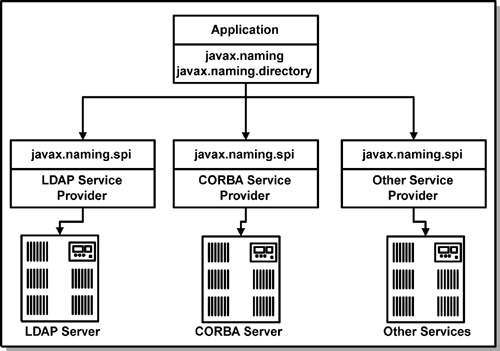 Application
javax.naming
javax.naming.directory
javax.naming.spi
LDAP Service
Provider
javax.naming.spi
CORBA Service
Provider
javax.naming.spi
Other Service
Provider
LDAP Server
CORBA Server
Other Services